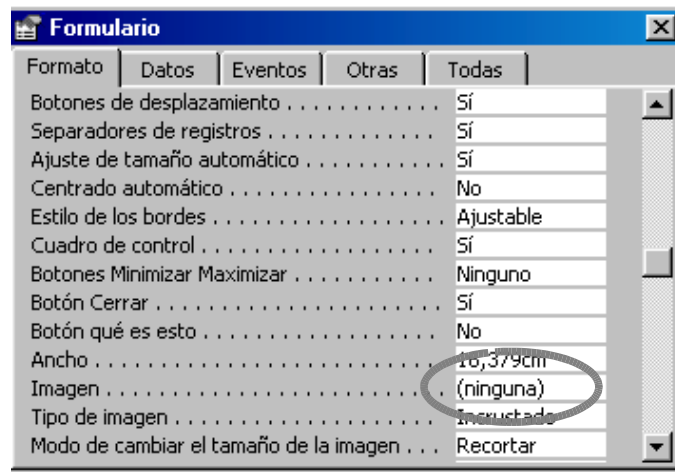 Formulario
Formato Datos Eventos Otras Todas
Botones de desplazamiento . . . . . . . . . . . . . Sí
Separadores de registros . . . . . . . . . . . . . . Sí
Ajuste de tamaño automático . . . . . . . . . . . Sí
Centrado automático . . . . . . . . . . . . . . . . . No
Estilo de los bordes . . . . . . . . . . . . . . . . . . Ajustable
Cuadro de control . . . . . . . . . . . . . . . . . . . Sí
Botones Minimizar Maximizar . . . . . . . . . . . Ninguno
Botón Cerrar . . . . . . . . . . . . . . . . . . . . . . Sí
Botón qué es esto . . . . . . . . . . . . . . . . . . No
Ancho . . . . . . . . . . . . . . . . . . . . . . . . . . 16,379cm
Imagen . . . . . . . . . . . . . . . . . . . . . . . . . (ninguna)
Tipo de imagen . . . . . . . . . . . . . . . . . . . . Incrustado
Modo de cambiar el tamaño de la imagen . . . Recortar